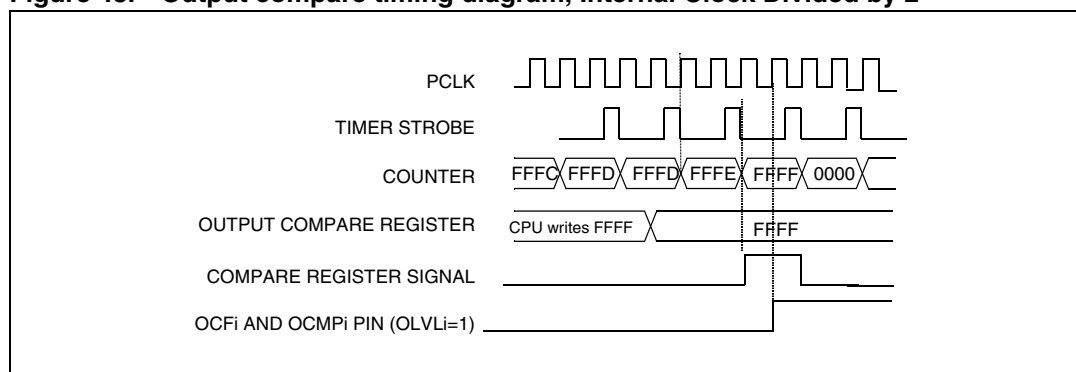 Output compare timing diagram, Internal Clock Divided by 2
PCLK
TIMER STROBE
COUNTER FFFC FFFD FFFD FFFE FFFF 0000
OUTPUT COMPARE REGISTER CPU writes FFFF FFFF
COMPARE REGISTER SIGNAL
OCFi AND OCMPi PIN (OLVLi=1)